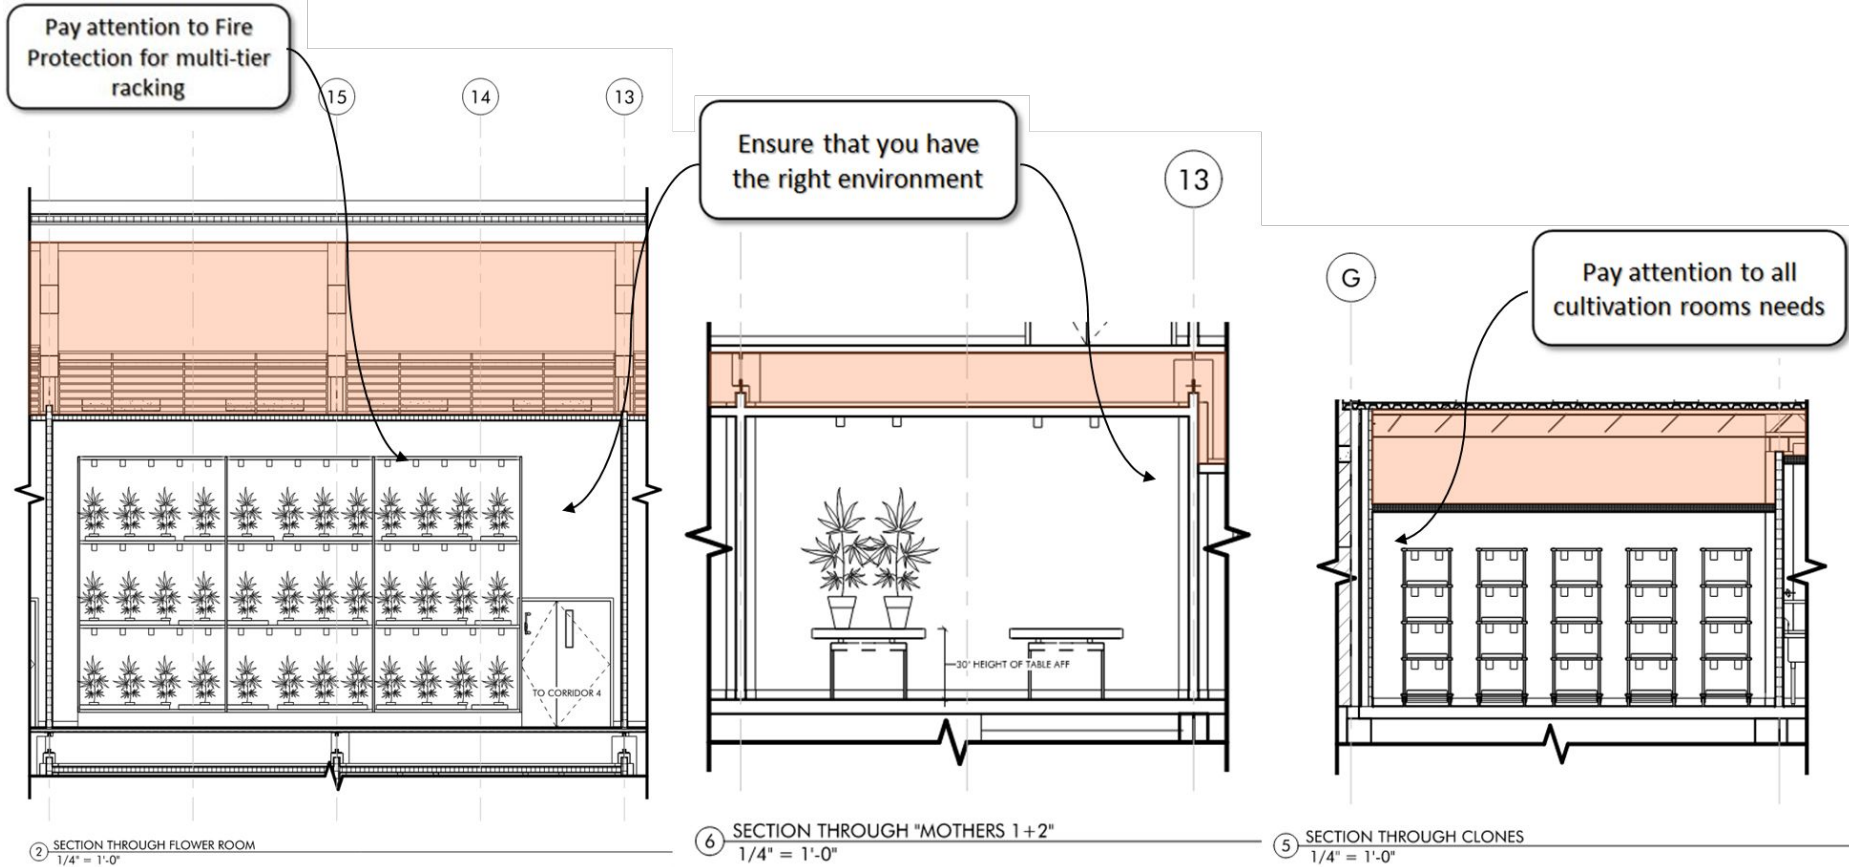 Pay attention to Fire
Protection for multi-tier
racking
15
14
13
Ensure that you have
the right environment
13
G
Pay attention to all
cultivation rooms needs
TO CORRIDOR 4
30" HEIGHT OF TABLE AFF
2 SECTION THROUGH FLOWER ROOM
1/4" = 1'-0"
6 SECTION THROUGH "MOTHERS 1+2"
1/4" = 1'-0"
5 SECTION THROUGH CLONES
1/4" = 1'-0"